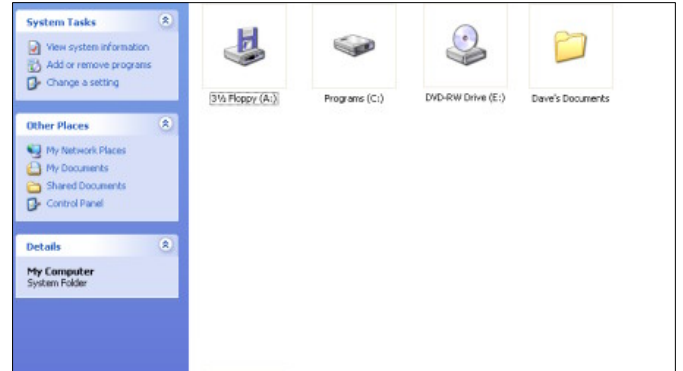 System Tasks
View system information
Add or remove programs
Change a setting
Other Places
My Network Places
My Documents
Shared Documents
Control Panel
Details
My Computer
System Folder
3½ Floppy (A:)
Programs (C:)
DVD-RW Drive (E:)
Dave's Documents